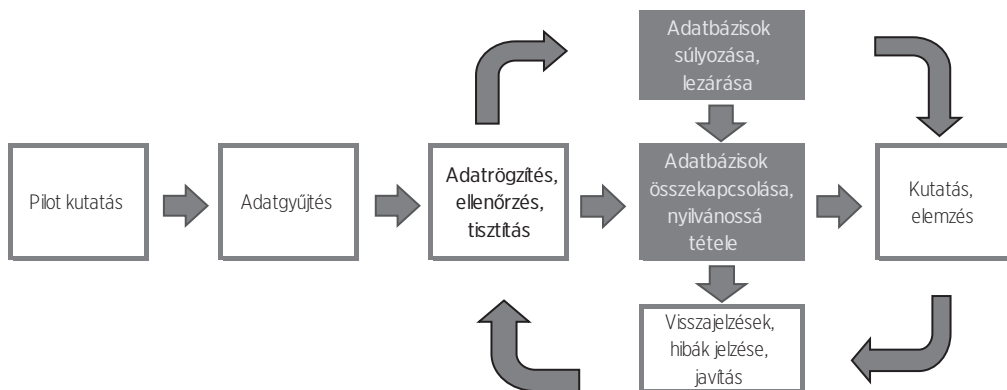 Adatbázisok
súlyozása,
lezárása
Pilot kutatás
Adatgyűjtés
Adatrögzítés,
ellenőrzés,
tisztítás
Adatbázisok
összekapcsolása,
nyilvánossá
tétele
Kutatás,
elemzés
Visszajelzések,
hibák jelzése,
javítás